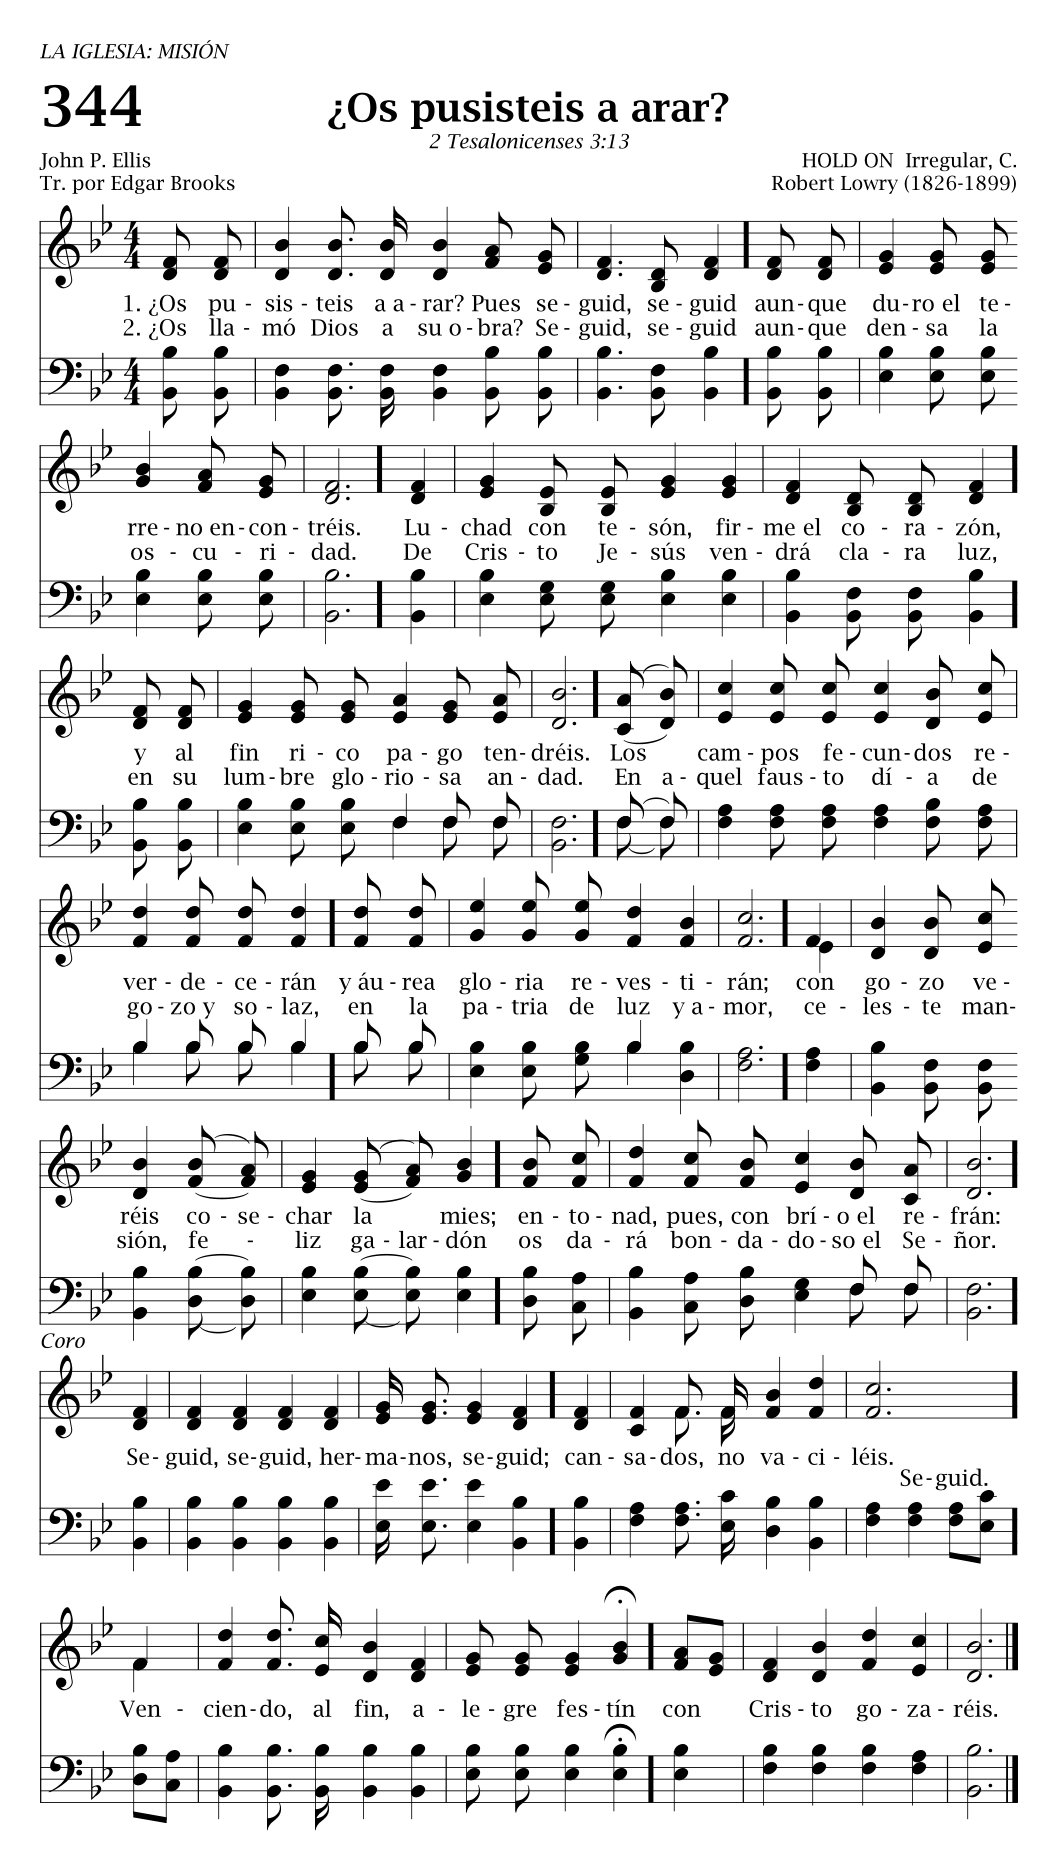 LA IGLESIA: MISIÓN
344
¿Os pusisteis a arar?
2 Tesalonicenses 3:13
John P. Ellis
HOLD ON Irregular, C.
Tr. por Edgar Brooks
Robert Lowry (1826-1899)
1. ¿Os pu - sis - teis a a - rar? Pues se - guid, se - guid aun - que du - ro el te -
2. ¿Os lla - mó Dios a su o - bra? Se - guid, se - guid aun - que den - sa la
rre - no en - con - tréis. Lu - chad con te - són, fir - me el co - ra - zón,
os - cu - ri - dad. De Cris - to Je - sús ven - drá cla - ra luz,
y al fin ri - co pa - go ten - dréis. Los cam - pos fe - cun - dos re -
en su lum - bre glo - rio - sa an - dad. En a - quel faus - to dí - a de
ver - de - ce - rán y áu - rea glo - ria re - ves - ti - rán; con go - zo ve -
go - zo y so - laz, en la pa - tria de luz y a - mor, ce - les - te man -
réis co - se - char la mies; en - to - nad, pues, con brí - o el re - frán:
sión, fe - liz ga - lar - dón os da - rá bon - da - do - so el Se - ñor.
Coro
Se - guid, se - guid, her - ma - nos, se - guid; can - sa - dos, no va - ci - léis.
Se - guid.
Ven - cien - do, al fin, a - le - gre fes - tín con Cris - to go - za - réis.